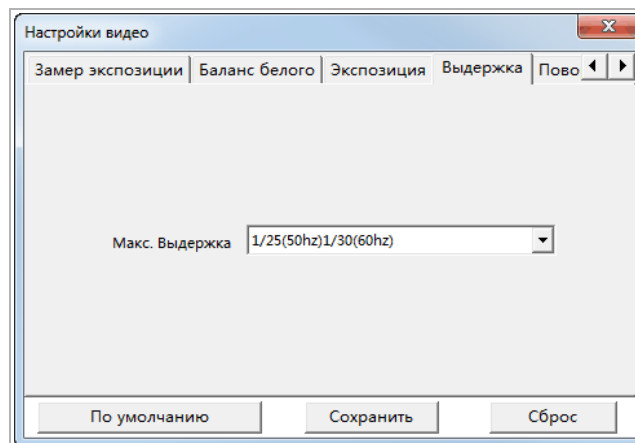 Настройки видео
Замер экспозиции Баланс белого Экспозиция Выдержка Пово
Макс. Выдержка 1/25(50hz)1/30(60hz)
По умолчанию Сохранить Сброс